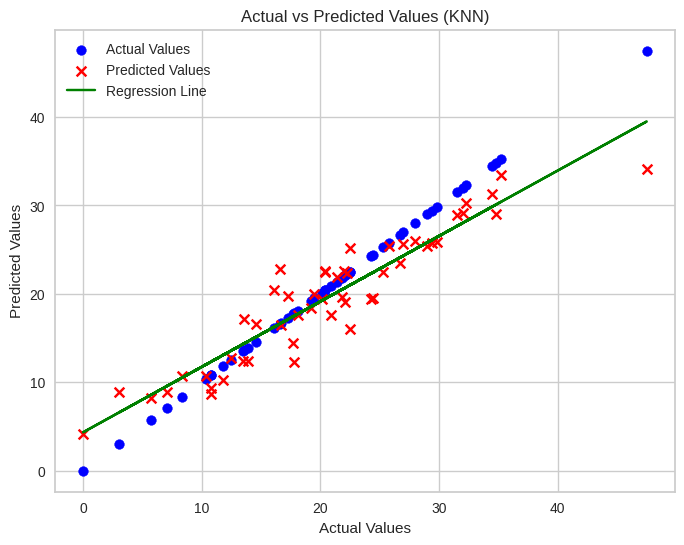 Actual vs Predicted Values (KNN)
Actual Values
Predicted Values
Regression Line
Predicted Values
40
30
20
10
0
0 10 20 30 40
Actual Values